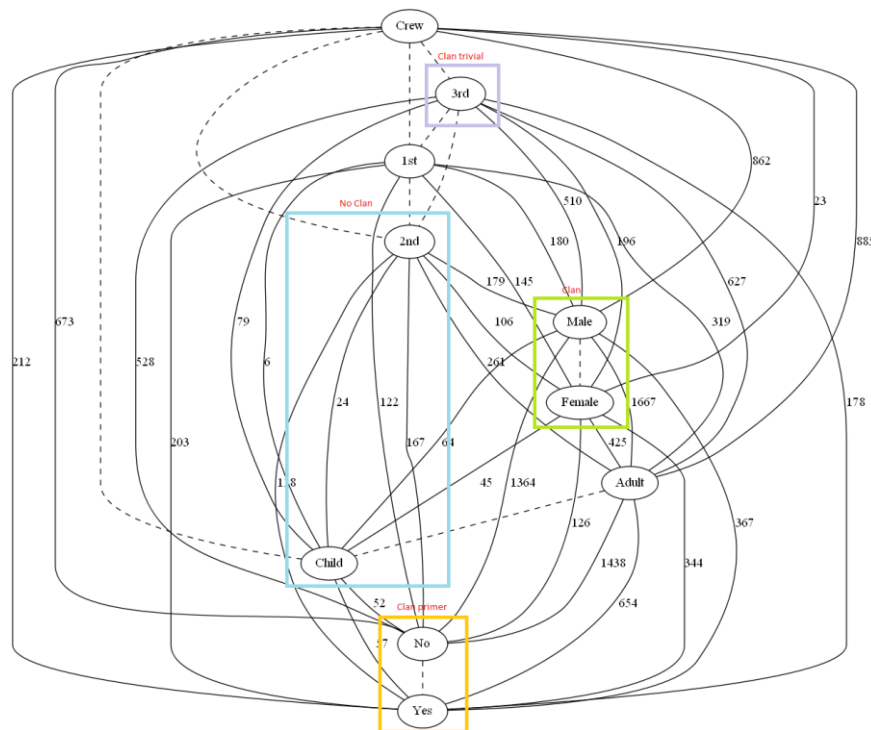 Crew
Clan trivial
3rd
1st
862
No Clan
510
23
2nd
180
196
885
179
145
627
Clan
673
79
106
Male
319
212
528
6
261
Female
24
122
1667
178
203
167
64
425
Adult
118
45
1364
126
367
Child
1438
344
52
654
Clan primer
No
37
Yes